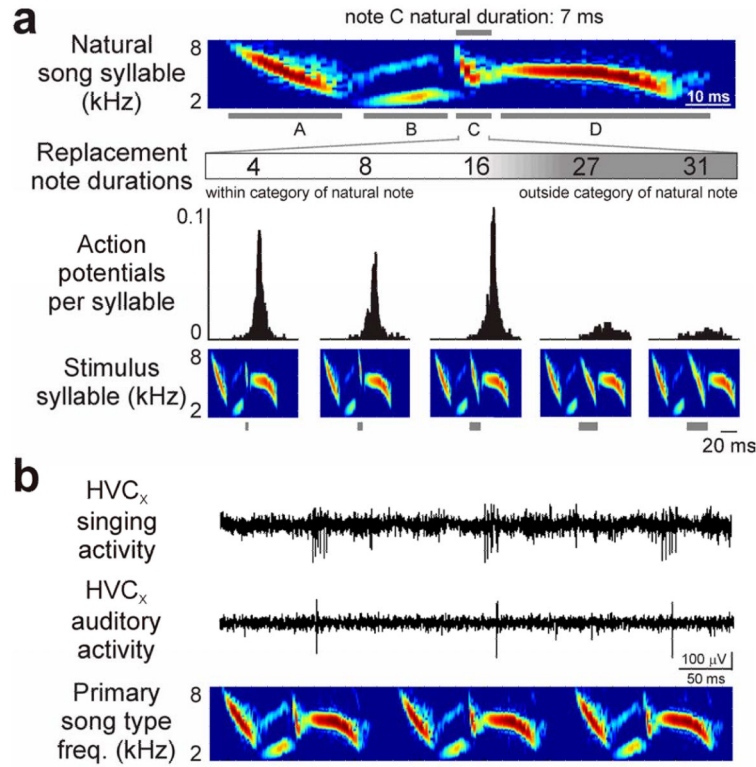 a
note C natural duration: 7 ms
Natural
song syllable
(kHz)
8
2
10 ms
A B C D
Replacement
note durations
4 8 16 27 31
within category of natural note outside category of natural note
Action
potentials
per syllable
0.1
0
Stimulus
syllable (kHz)
8
2
20 ms
b
HVCX
singing
activity
HVCX
auditory
activity
100 μV
50 ms
Primary
song type
freq. (kHz)
8
2